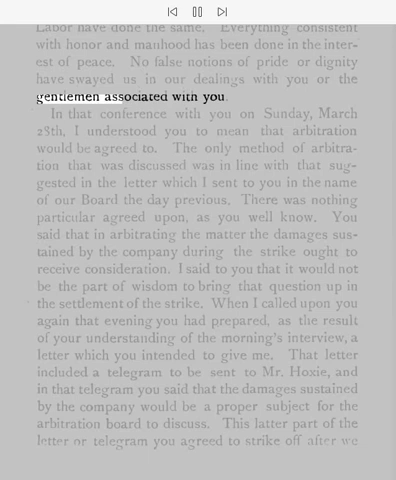 Labor have done the same. Everything consistent
with honor and manhood has been done in the inter-
est of peace. No false notions of pride or dignity
have swayed us in our dealings with you or the
gentlemen associated with you.
In that conference with you on Sunday, March
28th, I understood you to mean that arbitration
would be agreed to. The only method of arbitra-
tion that was discussed was in line with that sug-
gested in the letter which I sent to you in the name
of our Board the day previous. There was nothing
particular agreed upon, as you well know. You
said that in arbitrating the matter the damages sus-
tained by the company during the strike ought to
receive consideration. I said to you that it would not
be the part of wisdom to bring that question up in
the settlement of the strike. When I called upon you
again that evening you had prepared, as the result
of your understanding of the morning's interview, a
letter which you intended to give me. That letter
included a telegram to be sent to Mr. Hoxie, and
in that telegram you said that the damages sustained
by the company would be a proper subject for the
arbitration board to discuss. This latter part of the
letter or telegram you agreed to strike off after we